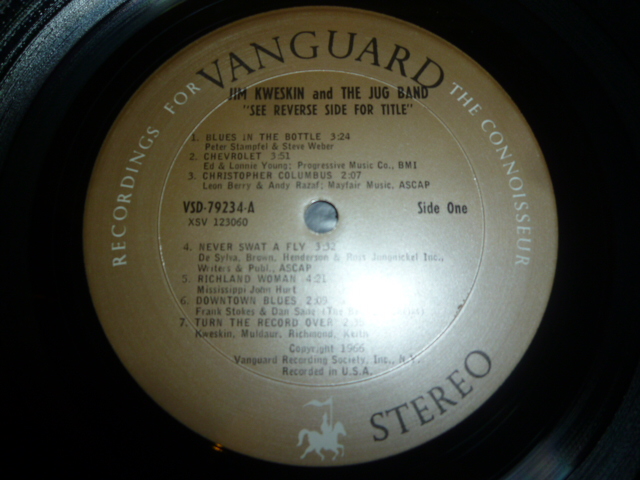 RECORDINGS FOR VANGUARD THE CONNOISSEUR
JIM KWESKIN and THE JUG BAND
"SEE REVERSE SIDE FOR TITLE"
1. BLUES IN THE BOTTLE 3:24
Peter Stampfel & Steve Weber
2. CHEVROLET 3:51
Ed & Lonnie Young; Progressive Music Co., BMI
3. CHRISTOPHER COLUMBUS 2:07
Leon Berry & Andy Razaf; Mayfair Music, ASCAP
VSD-79234-A Side One
XSV 123060
4. NEVER SWAT A FLY 3:32
De Sylva, Brown, Henderson & Ross Jungnickel Inc.,
Writers & Publ., ASCAP
5. RICHLAND WOMAN 4:21
Mississippi John Hurt
6. DOWNTOWN BLUES 2:09
Frank Stokes & Dan Sane (The
7. TURN THE RECORD OVER
Kweskin, Muldaur, Richmond, Keith
Copyright 1966
Vanguard Recording Society, Inc., N.Y.
Recorded in U.S.A.
STEREO